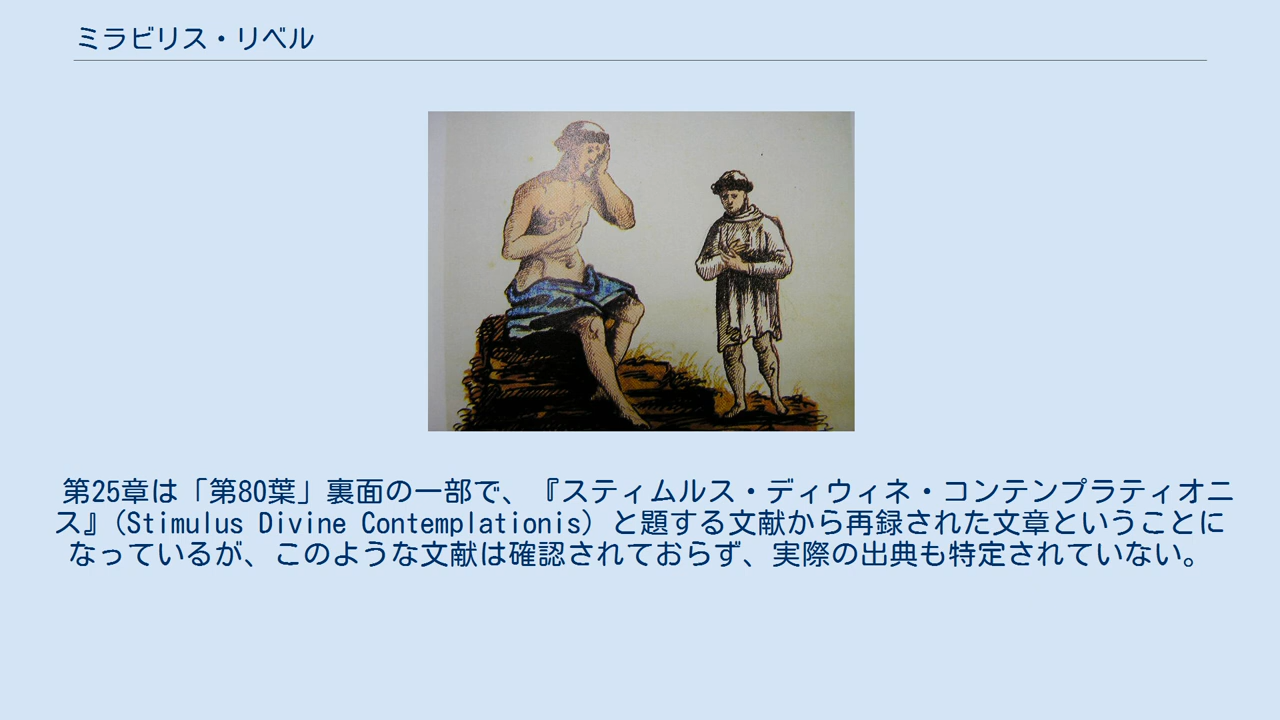 ミラビリス・リベル
第25章は「第80葉」裏面の一部で、『スティムルス・ディウィネ・コンテンプラティオニ
ス』(Stimulus Divine Contemplationis) と題する文献から再録された文章ということに
なっているが、このような文献は確認されておらず、実際の出典も特定されていない。